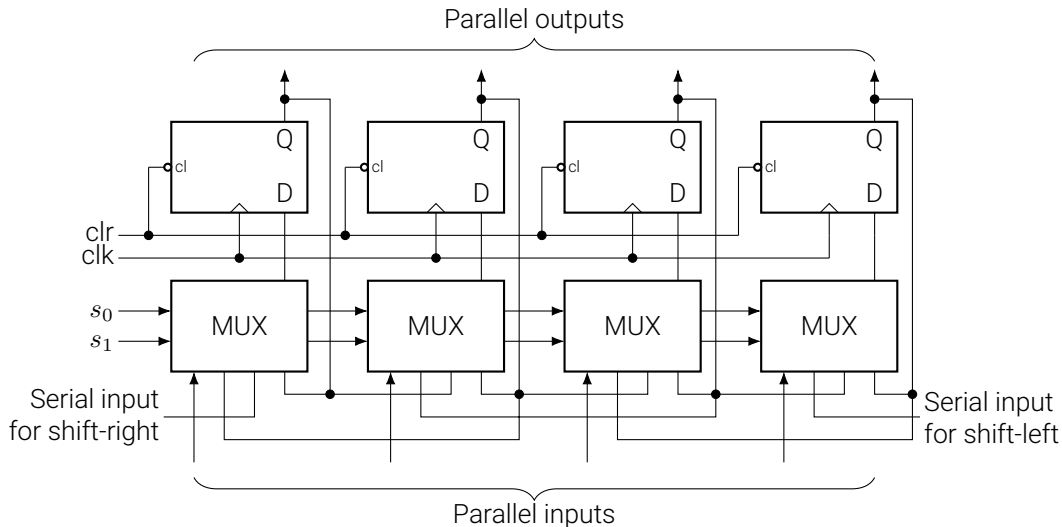 Parallel outputs
Q Q Q Q
cl cl cl cl
D D D D
clr
clk
s₀
MUX MUX MUX MUX
s₁
Serial input
for shift-right
Serial input
for shift-left
Parallel inputs